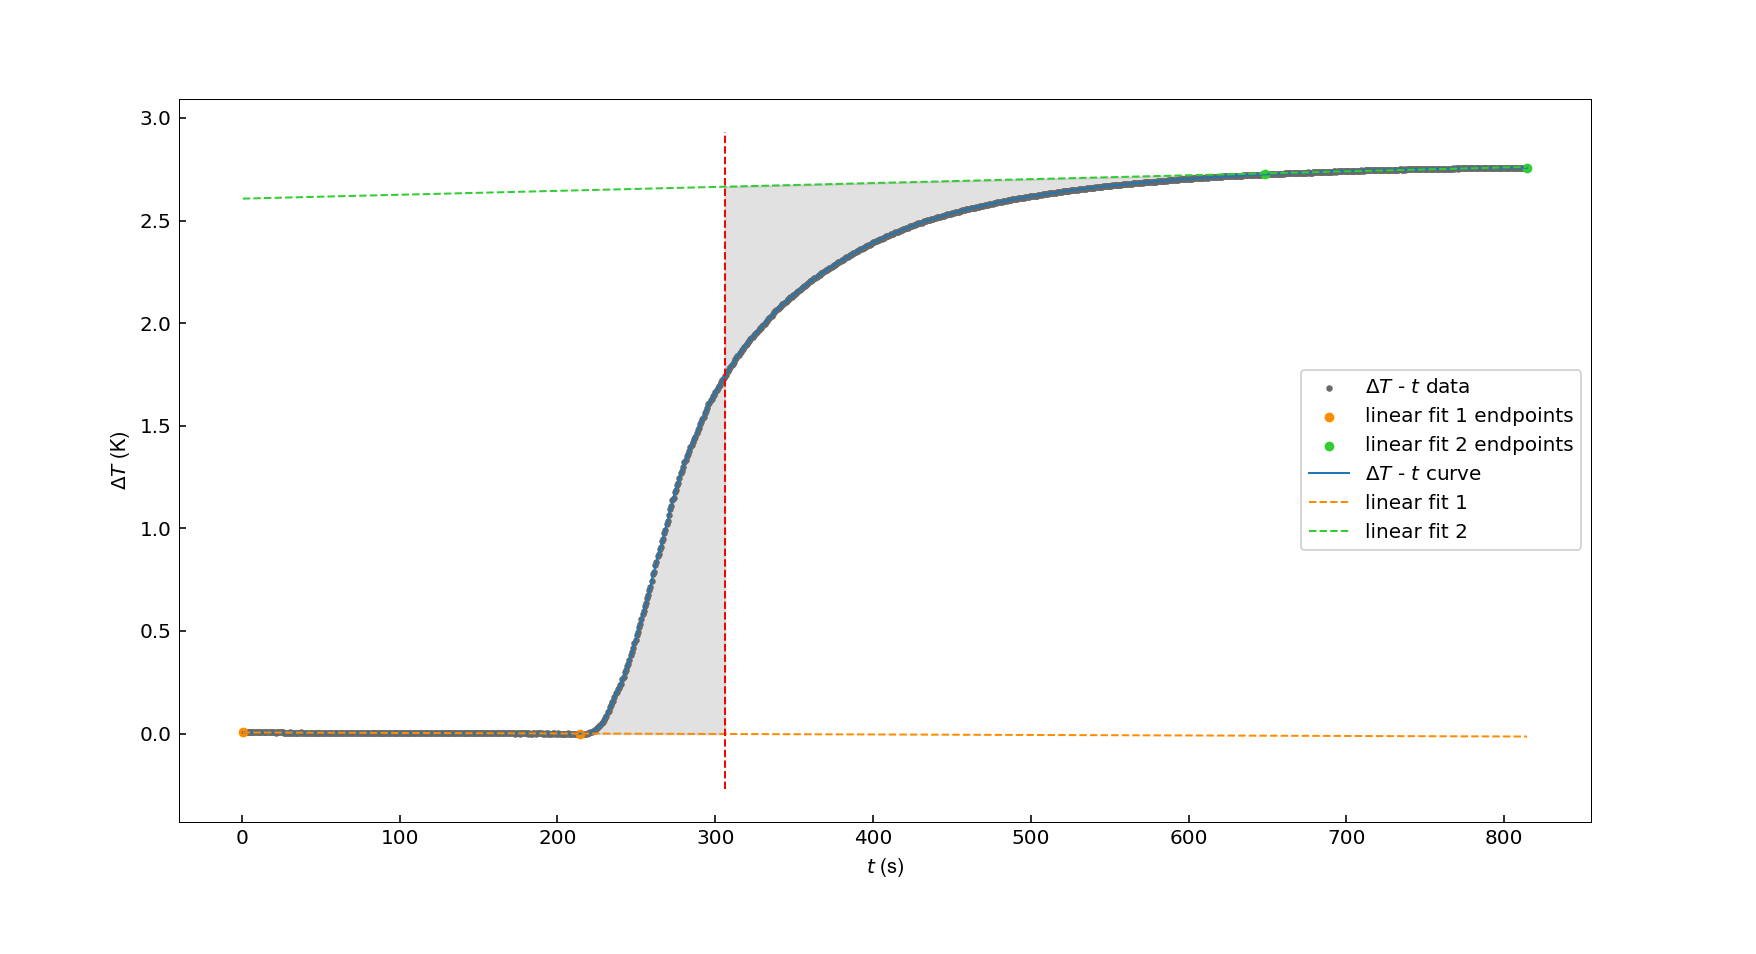 3.0
2.5
2.0
1.5
1.0
0.5
0.0
ΔT (K)
0 100 200 300 400 500 600 700 800
t (s)
ΔT - t data
linear fit 1 endpoints
linear fit 2 endpoints
ΔT - t curve
linear fit 1
linear fit 2